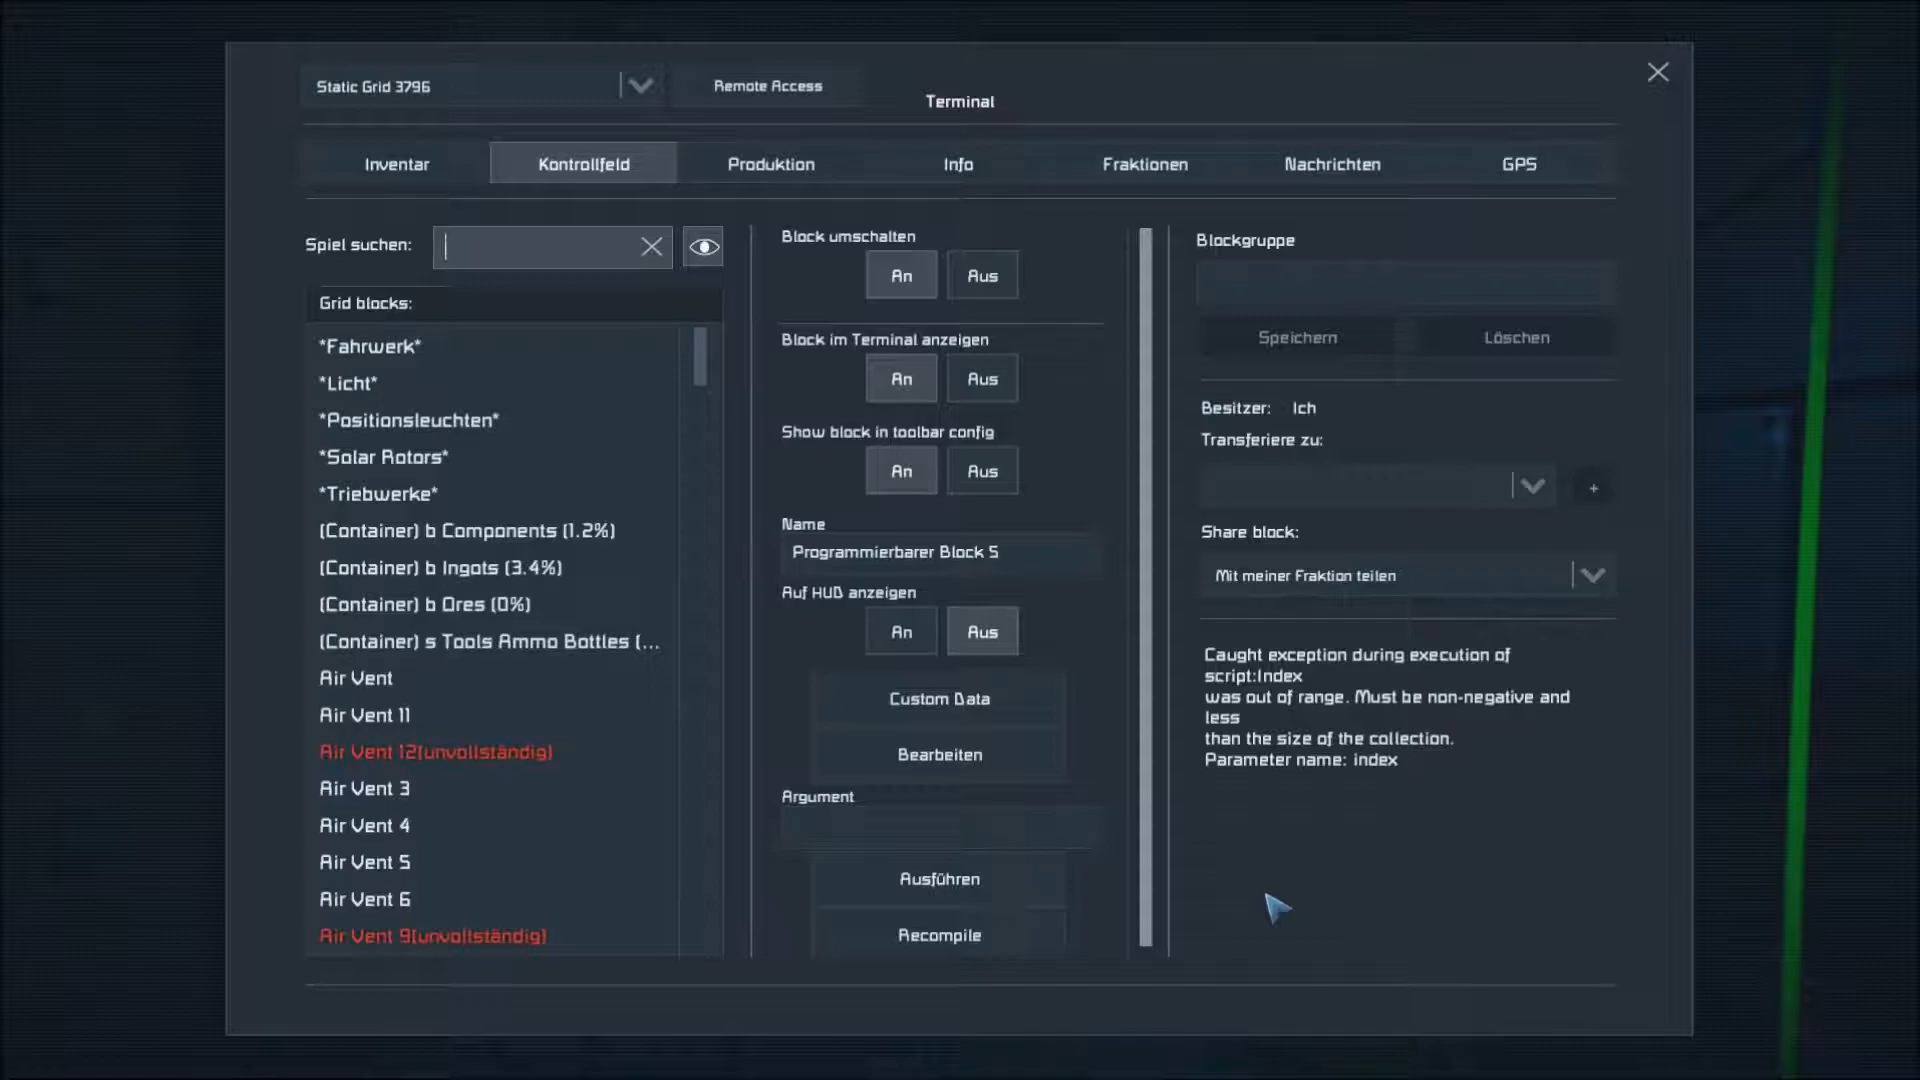 Static Grid 3796
Remote Access
Terminal
Inventar
Kontrollfeld
Produktion
Info
Fraktionen
Nachrichten
GPS
Spiel suchen:
Grid blocks:
*Fahrwerk*
*Licht*
*Positionsleuchten*
*Solar Rotors*
*Triebwerke*
(Container) b Components (1.2%)
(Container) b Ingots (3.4%)
(Container) b Ores (0%)
(Container) s Tools Ammo Bottles (...
Air Vent
Air Vent 11
Air Vent 12(unvollständig)
Air Vent 3
Air Vent 4
Air Vent 5
Air Vent 6
Air Vent 9(unvollständig)
Block umschalten
An
Aus
Block im Terminal anzeigen
An
Aus
Show block in toolbar config
An
Aus
Name
Programmierbarer Block 5
Auf HUD anzeigen
An
Aus
Custom Data
Bearbeiten
Argument
Ausführen
Recompile
Blockgruppe
Speichern
Löschen
Besitzer: Ich
Transferiere zu:
+
Share block:
Mit meiner Fraktion teilen
Caught exception during execution of
script:Index
was out of range. Must be non-negative and
less
than the size of the collection.
Parameter name: index